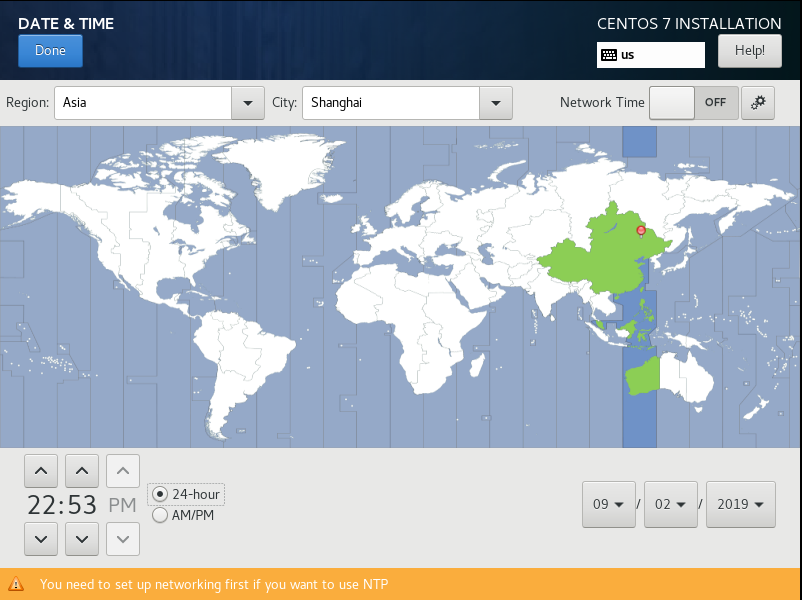 DATE & TIME
CENTOS 7 INSTALLATION
Done
us
Help!
Region: Asia City: Shanghai Network Time OFF
22:53 PM
24-hour
AM/PM
09 / 02 / 2019
You need to set up networking first if you want to use NTP